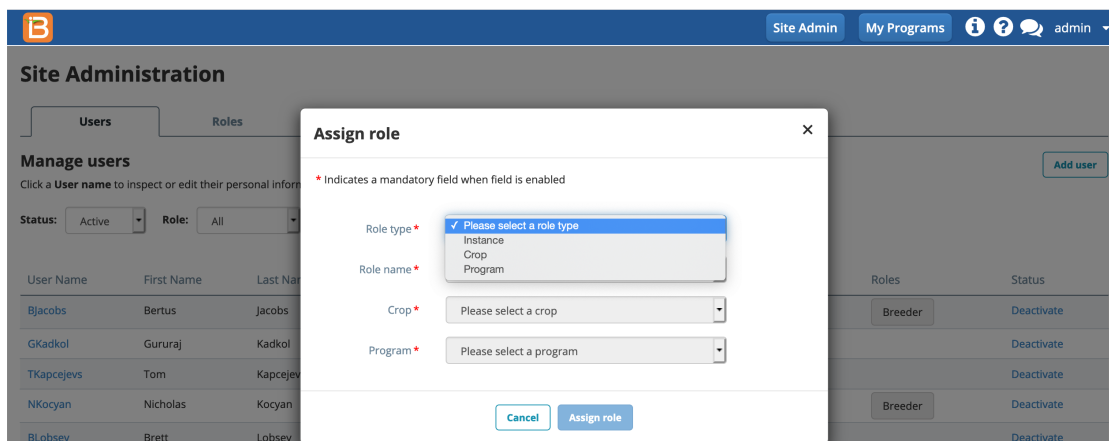 Site Admin My Programs admin
Site Administration
Users Roles
Assign role ×
Manage users
Add user
Click a User name to inspect or edit their personal inforn
* Indicates a mandatory field when field is enabled
Status: Active Role: All
Role type * ✓ Please select a role type
Instance
Crop
Program
Role name *
User Name First Name Last Nar Roles Status
BJacobs Bertus Jacobs Crop * Please select a crop Breeder Deactivate
GKadkol Gururaj Kadkol Program * Please select a program Deactivate
TKapcejevs Tom Kapcejev Deactivate
NKocyan Nicholas Kocyan Breeder Deactivate
Cancel Assign role
BLobsey Brett Lobsey Deactivate